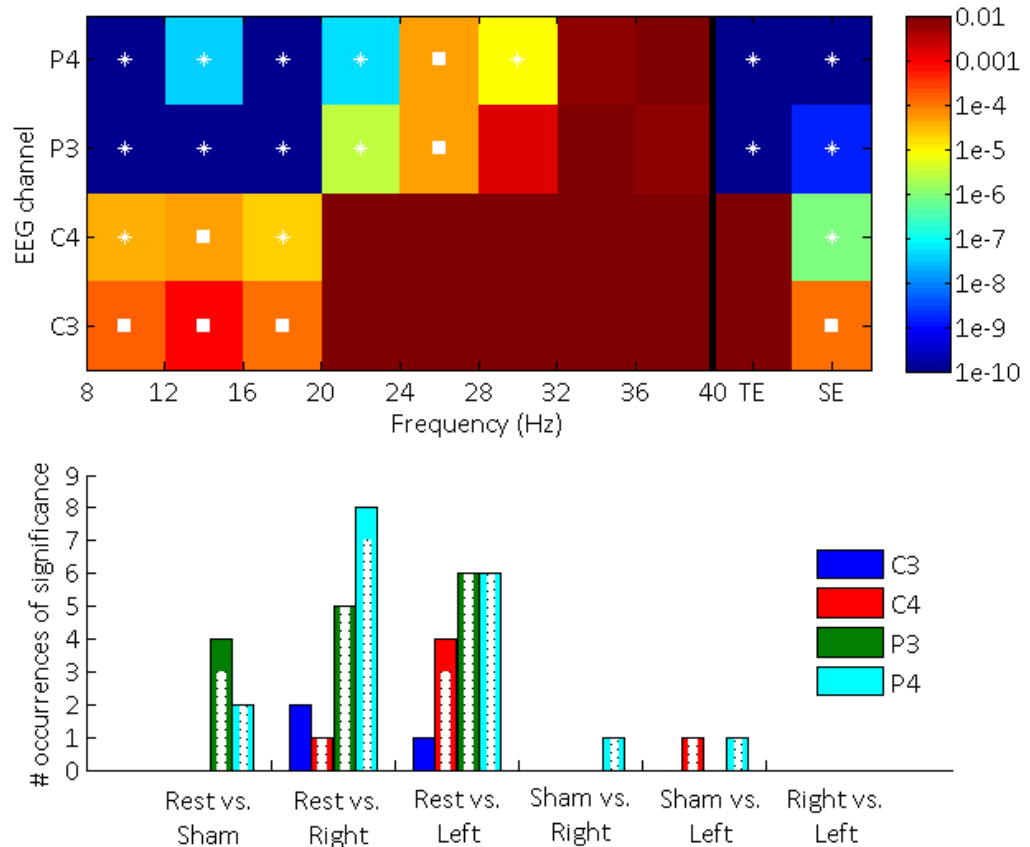 P4
P3
C4
C3
EEG channel
8 12 16 20 24 28 32 36 40 TE SE
Frequency (Hz)
0.01
0.001
1e-4
1e-5
1e-6
1e-7
1e-8
1e-9
1e-10
# occurrences of significance
9
8
7
6
5
4
3
2
1
0
Rest vs.
Sham
Rest vs.
Right
Rest vs.
Left
Sham vs.
Right
Sham vs.
Left
Right vs.
Left
C3
C4
P3
P4